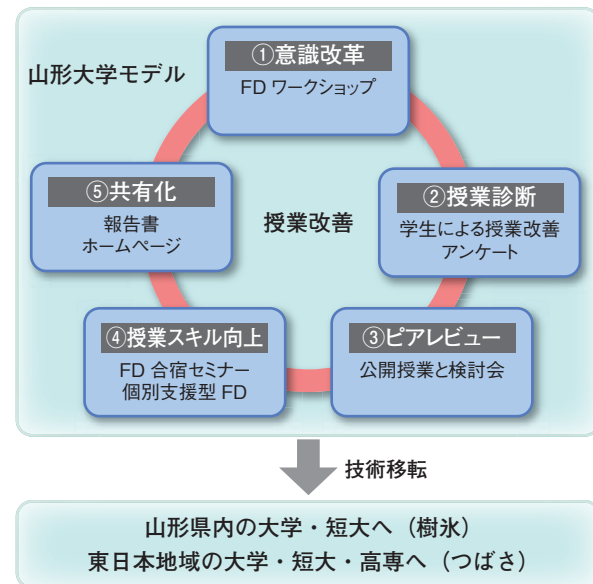 山形大学モデル
①意識改革
FD ワークショップ
②授業診断
学生による授業改善
アンケート
③ピアレビュー
公開授業と検討会
④授業スキル向上
FD 合宿セミナー
個別支援型 FD
⑤共有化
報告書
ホームページ
授業改善
技術移転
山形県内の大学・短大へ（樹氷）
東日本地域の大学・短大・高専へ（つばさ）